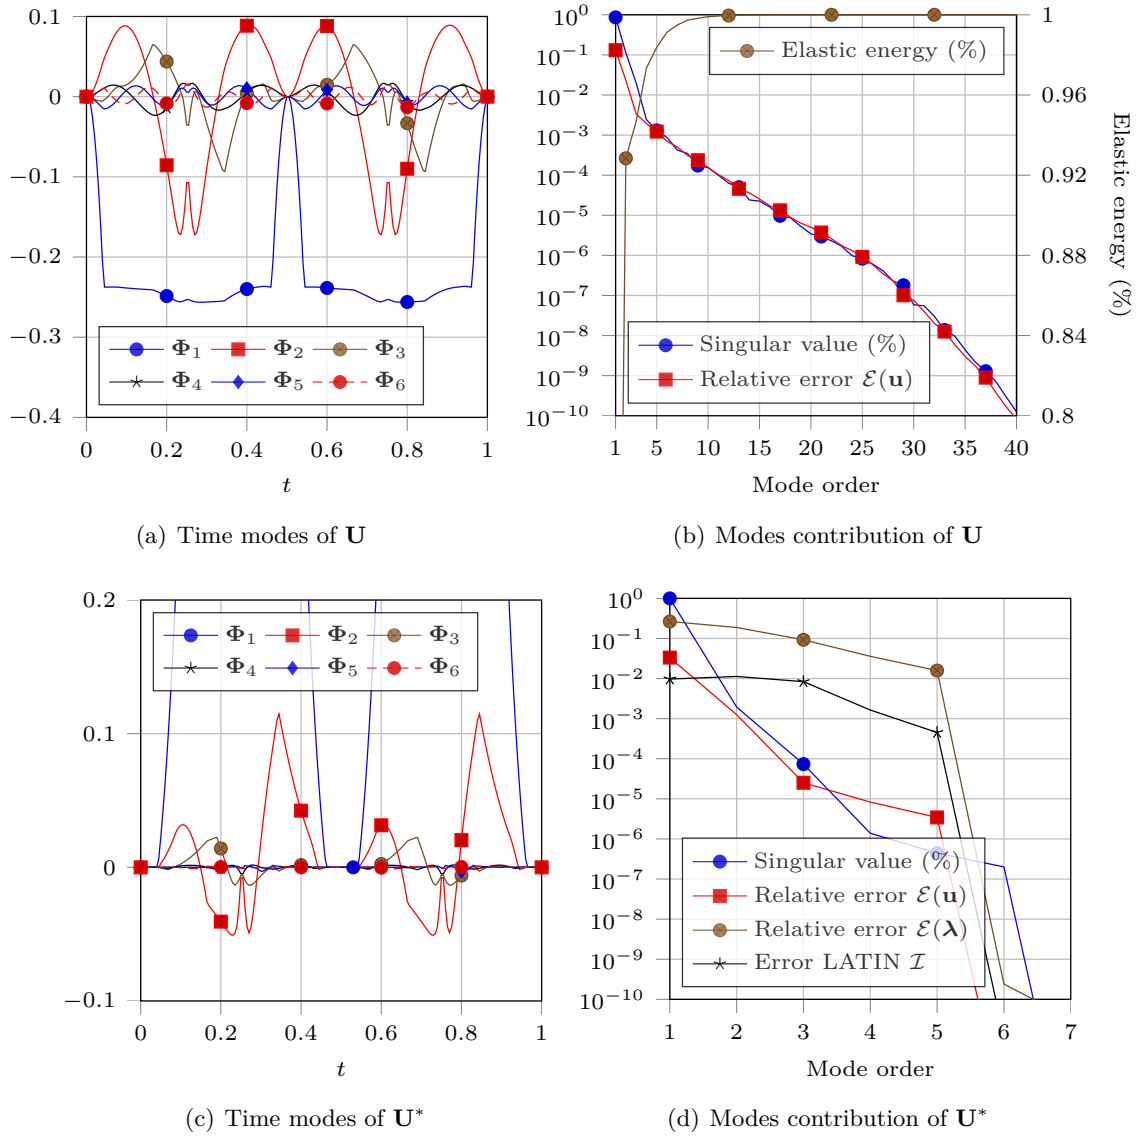 0.1
0
−0.1
−0.2
−0.3
−0.4
0 0.2 0.4 0.6 0.8 1
t
Φ1 Φ2 Φ3
Φ4 Φ5 Φ6
(a) Time modes of U
10^0
10^−1
10^−2
10^−3
10^−4
10^−5
10^−6
10^−7
10^−8
10^−9
10^−10
1 5 10 15 20 25 30 35 40
Mode order
1
0.96
0.92
0.88
0.84
0.8
Elastic energy (%)
Elastic energy (%)
Singular value (%)
Relative error ℰ(u)
(b) Modes contribution of U
0.2
0.1
0
−0.1
0 0.2 0.4 0.6 0.8 1
t
Φ1 Φ2 Φ3
Φ4 Φ5 Φ6
(c) Time modes of U*
10^0
10^−1
10^−2
10^−3
10^−4
10^−5
10^−6
10^−7
10^−8
10^−9
10^−10
1 2 3 4 5 6 7
Mode order
Singular value (%)
Relative error ℰ(u)
Relative error ℰ(λ)
Error LATIN ℐ
(d) Modes contribution of U*